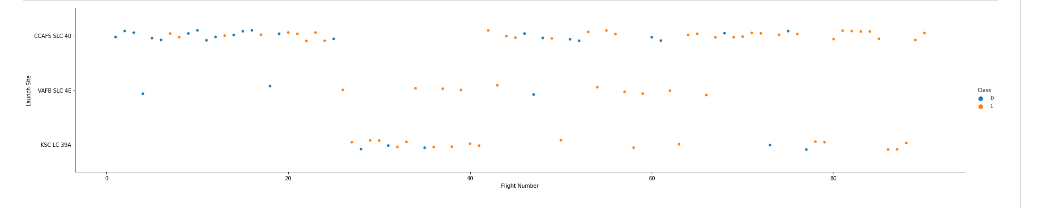 CCAFS SLC 40
VAFB SLC 4E
KSC LC 39A
Launch Site
0 20 40 60 80
Flight Number
Class
0
1